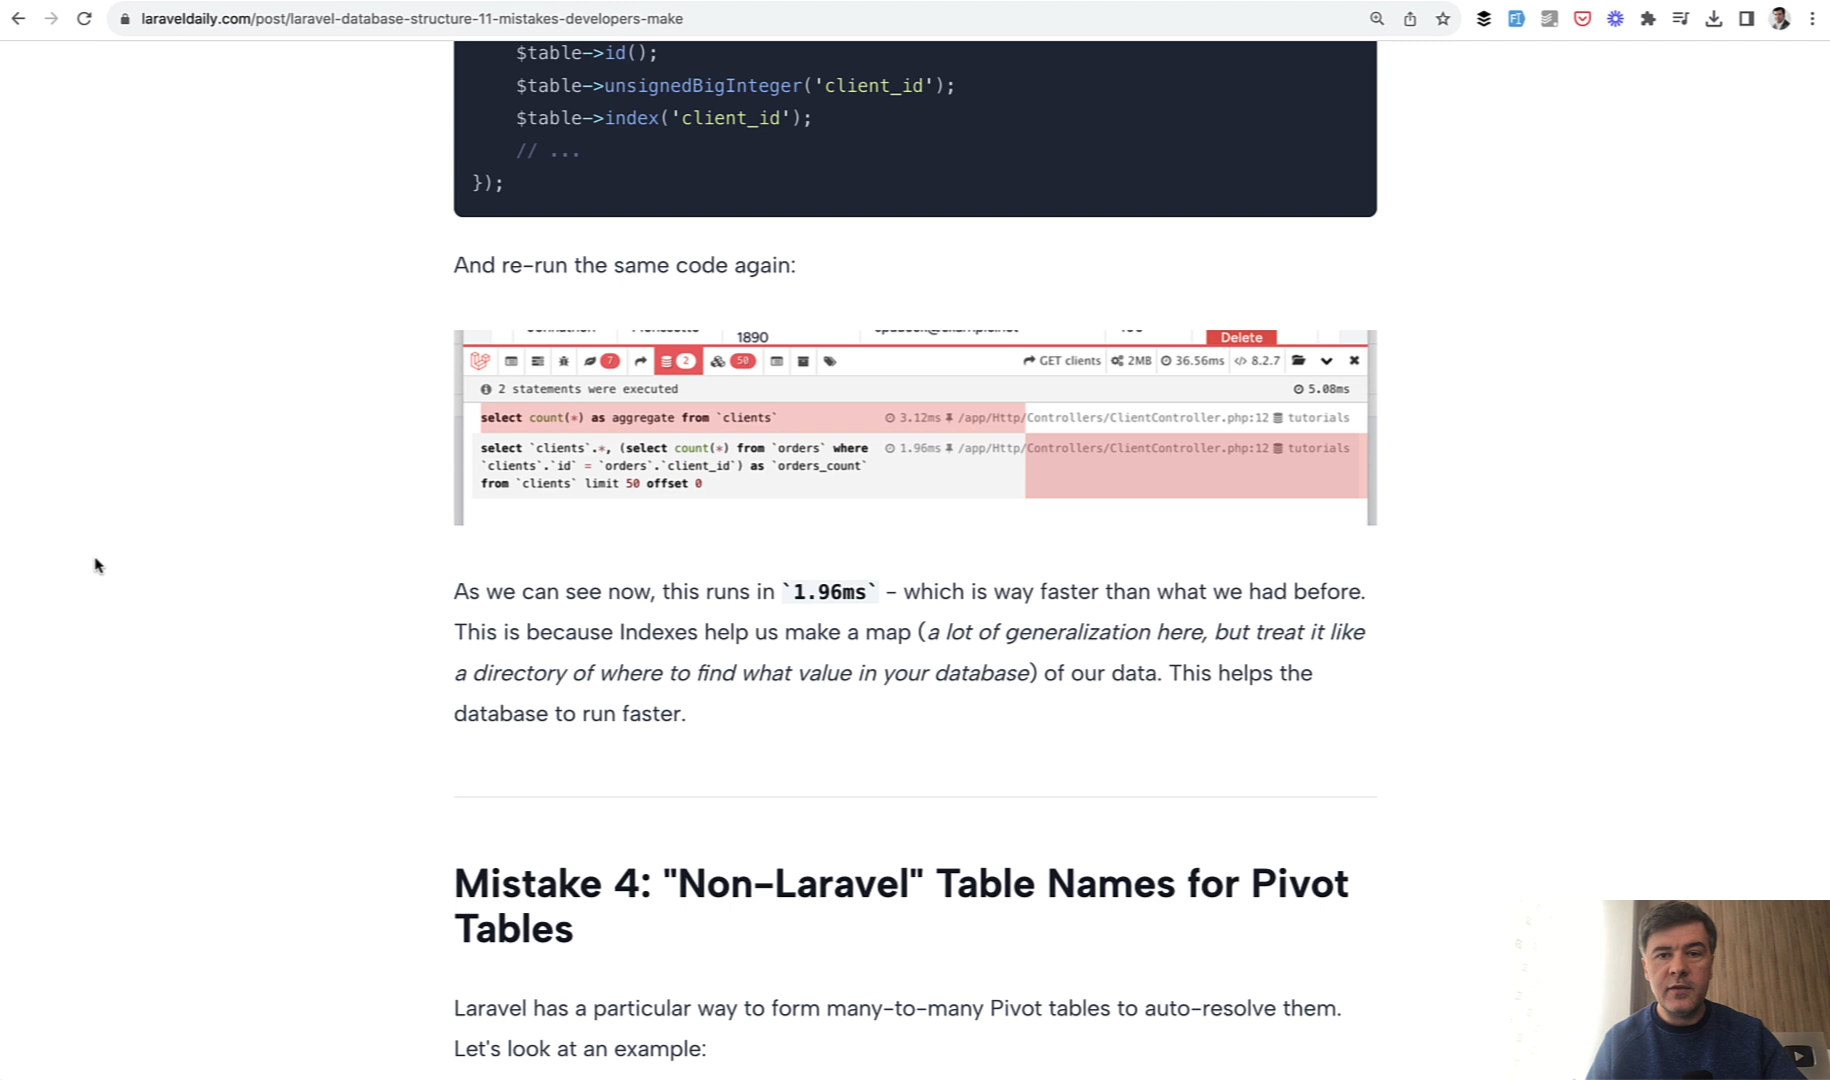 laraveldaily.com/post/laravel-database-structure-11-mistakes-developers-make
$table->id();
$table->unsignedBigInteger('client_id');
$table->index('client_id');
// ...
});
And re-run the same code again:
1890
Delete
7
2
50
GET clients 2MB 36.56ms 8.2.7
2 statements were executed 5.08ms
select count(*) as aggregate from `clients` 3.12ms /app/Http/Controllers/ClientController.php:12 tutorials
select `clients`.*, (select count(*) from `orders` where 1.96ms /app/Http/Controllers/ClientController.php:12 tutorials
`clients`.`id` = `orders`.`client_id`) as `orders_count`
from `clients` limit 50 offset 0
As we can see now, this runs in `1.96ms` - which is way faster than what we had before.
This is because Indexes help us make a map (a lot of generalization here, but treat it like
a directory of where to find what value in your database) of our data. This helps the
database to run faster.
Mistake 4: "Non-Laravel" Table Names for Pivot
Tables
Laravel has a particular way to form many-to-many Pivot tables to auto-resolve them.
Let's look at an example: